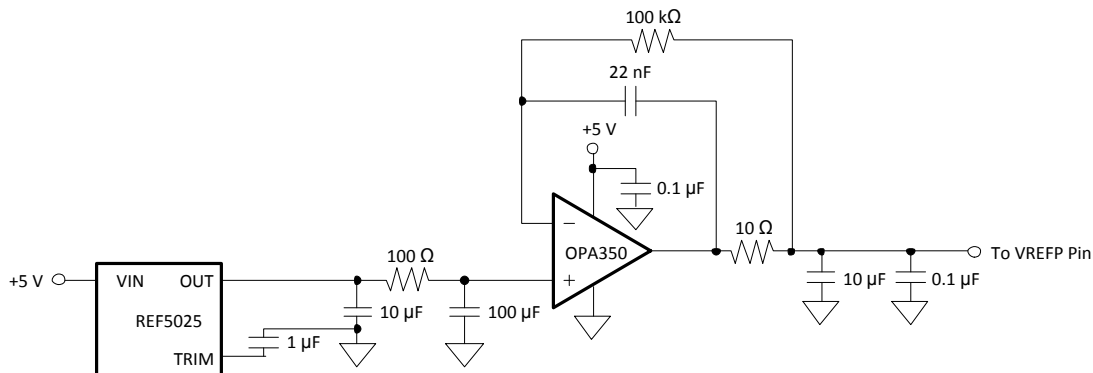 100 kΩ
22 nF
+5 V
0.1 µF
−
OPA350
+
10 Ω
To VREFP Pin
10 µF
0.1 µF
100 Ω
+5 V
VIN OUT
REF5025
TRIM
1 µF
10 µF
100 µF